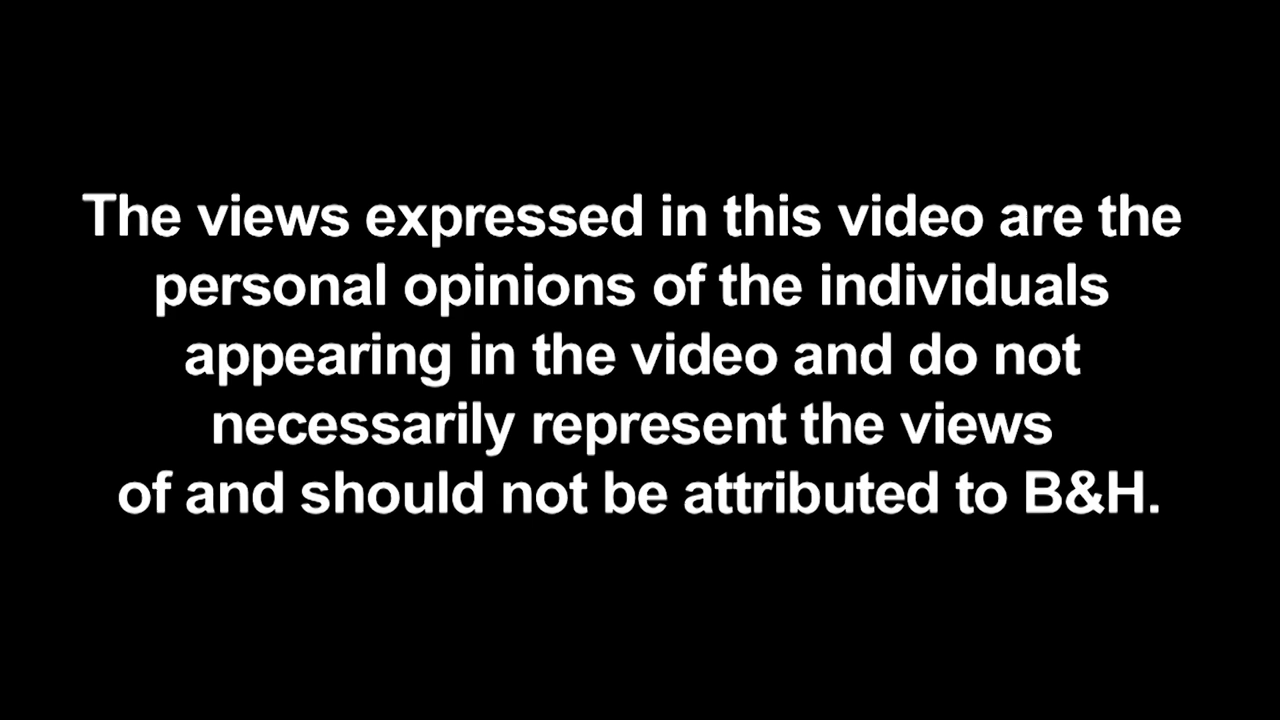 The views expressed in this video are the
personal opinions of the individuals
appearing in the video and do not
necessarily represent the views
of and should not be attributed to B&H.